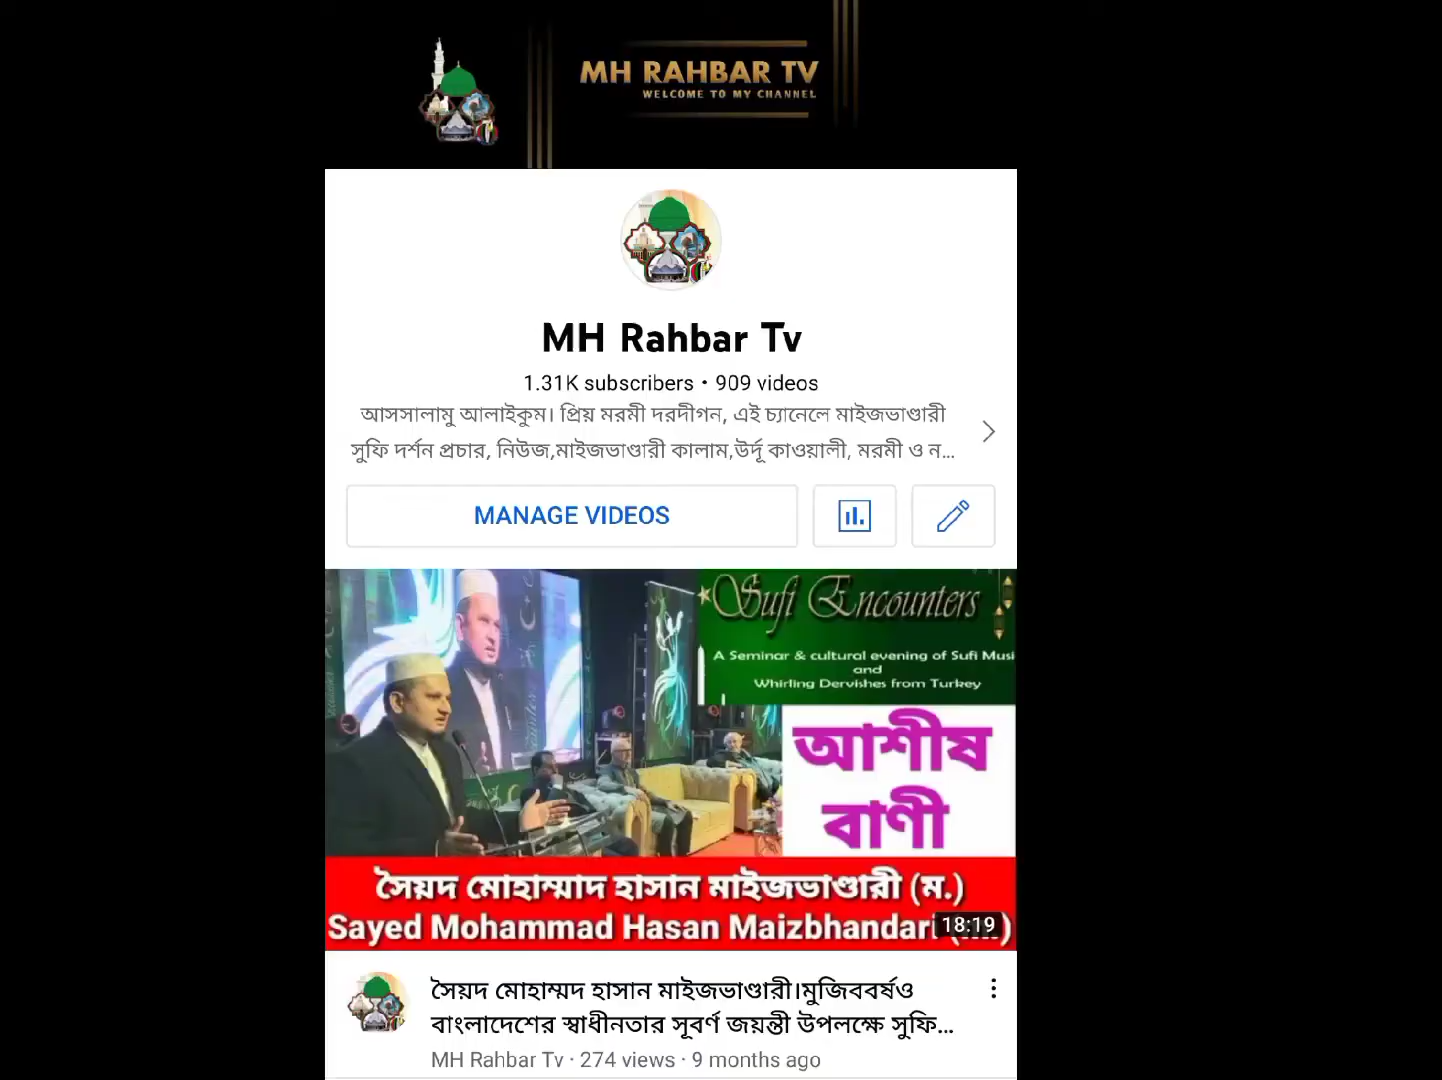 MH RAHBAR TV
WELCOME TO MY CHANNEL
MH Rahbar Tv
1.31K subscribers • 909 videos
আসসালামু আলাইকুম। প্রিয় মরমী দরদীগন, এই চ্যানেলে মাইজভাণ্ডারী
সুফি দর্শন প্রচার, নিউজ,মাইজভাণ্ডারী কালাম,উর্দূ কাওয়ালী, মরমী ও ন...
MANAGE VIDEOS
Sufi Encounters
A Seminar & cultural evening of Sufi Musi
and
Whirling Dervishes from Turkey
আশীষ
বাণী
সৈয়দ মোহাম্মাদ হাসান মাইজভাণ্ডারী (ম.)
Sayed Mohammad Hasan Maizbhandari
18:19
সৈয়দ মোহাম্মদ হাসান মাইজভাণ্ডারী।মুজিববর্ষও
বাংলাদেশের স্বাধীনতার সূবর্ণ জয়ন্তী উপলক্ষে সুফি...
MH Rahbar Tv · 274 views · 9 months ago